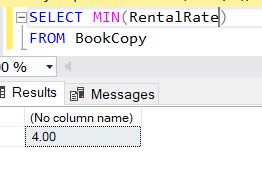 SELECT MIN(RentalRate)
FROM BookCopy
0 %
Results
Messages
(No column name)
4.00